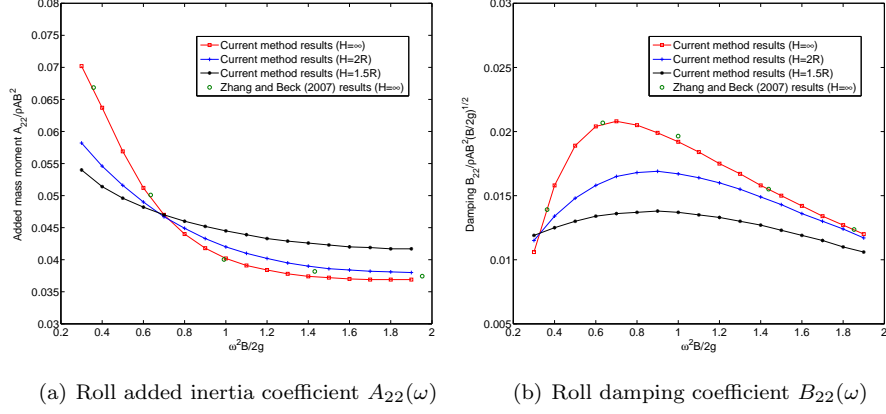 0.08
0.075
0.07
0.065
0.06
0.055
0.05
0.045
0.04
0.035
0.03
0.2 0.4 0.6 0.8 1 1.2 1.4 1.6 1.8 2
Added mass moment A₂₂/ρAB²
ω²B/2g
Current method results (H=∞)
Current method results (H=2R)
Current method results (H=1.5R)
Zhang and Beck (2007) results (H=∞)
(a) Roll added inertia coefficient A₂₂(ω)
0.03
0.025
0.02
0.015
0.01
0.005
0.2 0.4 0.6 0.8 1 1.2 1.4 1.6 1.8 2
Damping B₂₂/ρAB²(B/2g)¹ᐟ²
ω²B/2g
Current method results (H=∞)
Current method results (H=2R)
Current method results (H=1.5R)
Zhang and Beck (2007) results (H=∞)
(b) Roll damping coefficient B₂₂(ω)